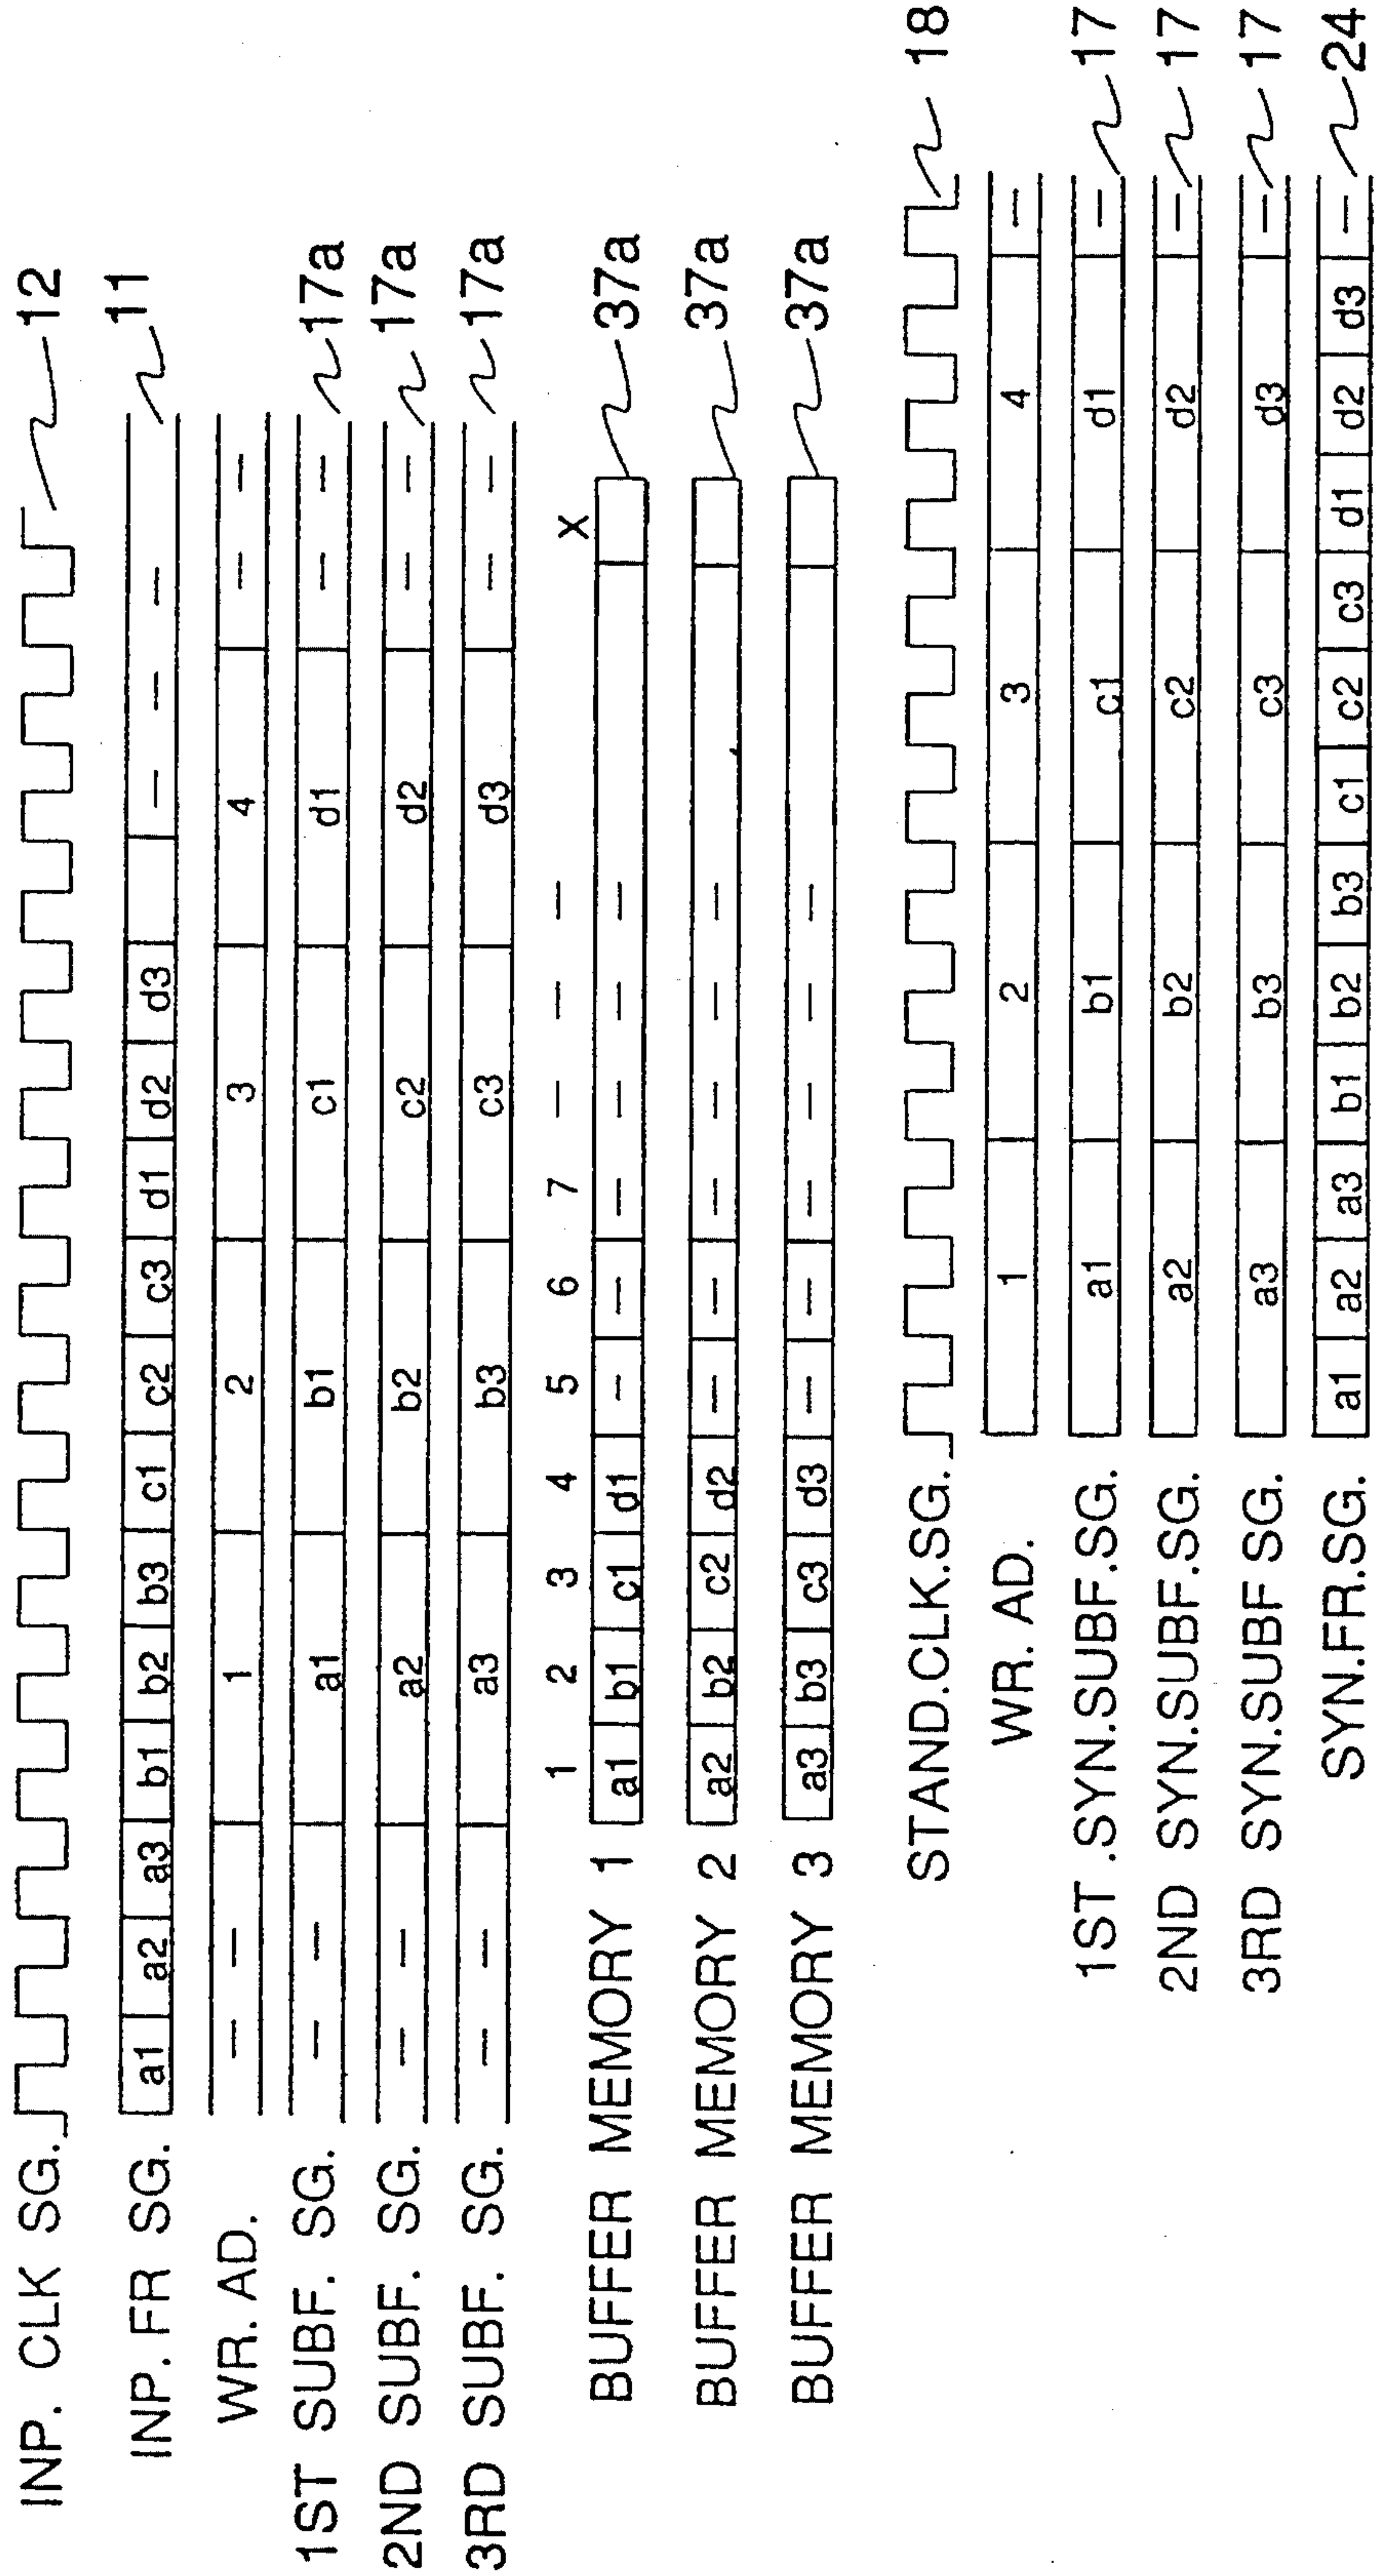 INP. CLK SG. 12
INP. FR SG. a1 a2 a3 b1 b2 b3 c1 c2 c3 d1 d2 d3 — — — 11
WR. AD. — — 1 2 3 4 — —
1ST SUBF. SG. — — a1 b1 c1 d1 — — 17a
2ND SUBF. SG. — — a2 b2 c2 d2 — — 17a
3RD SUBF. SG. — — a3 b3 c3 d3 — — 17a
1 2 3 4 5 6 7 — — — X
BUFFER MEMORY 1 a1 b1 c1 d1 — — — — — — 37a
BUFFER MEMORY 2 a2 b2 c2 d2 — — — — — — 37a
BUFFER MEMORY 3 a3 b3 c3 d3 — — — — — — 37a
STAND.CLK.SG. 18
WR. AD. 1 2 3 4 —
1ST .SYN.SUBF.SG. a1 b1 c1 d1 — 17
2ND SYN.SUBF.SG. a2 b2 c2 d2 — 17
3RD SYN.SUBF SG. a3 b3 c3 d3 — 17
SYN.FR.SG. a1 a2 a3 b1 b2 b3 c1 c2 c3 d1 d2 d3 — 24